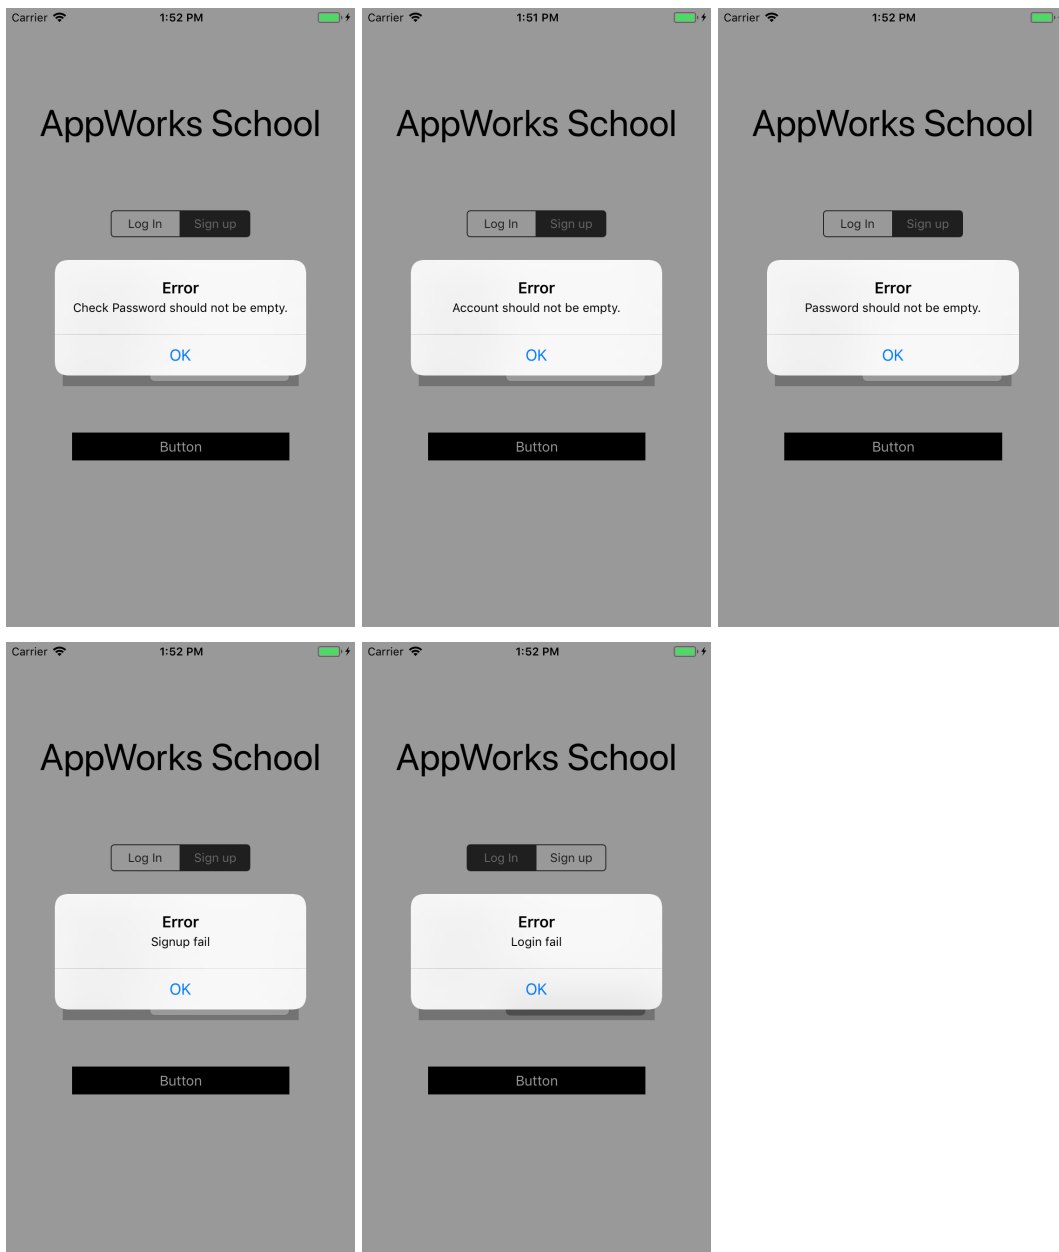 Carrier 1:52 PM
AppWorks School
Log In Sign up
Error
Check Password should not be empty.
OK
Button
Carrier 1:51 PM
AppWorks School
Log In Sign up
Error
Account should not be empty.
OK
Button
Carrier 1:52 PM
AppWorks School
Log In Sign up
Error
Password should not be empty.
OK
Button
Carrier 1:52 PM
AppWorks School
Log In Sign up
Error
Signup fail
OK
Button
Carrier 1:52 PM
AppWorks School
Log In Sign up
Error
Login fail
OK
Button